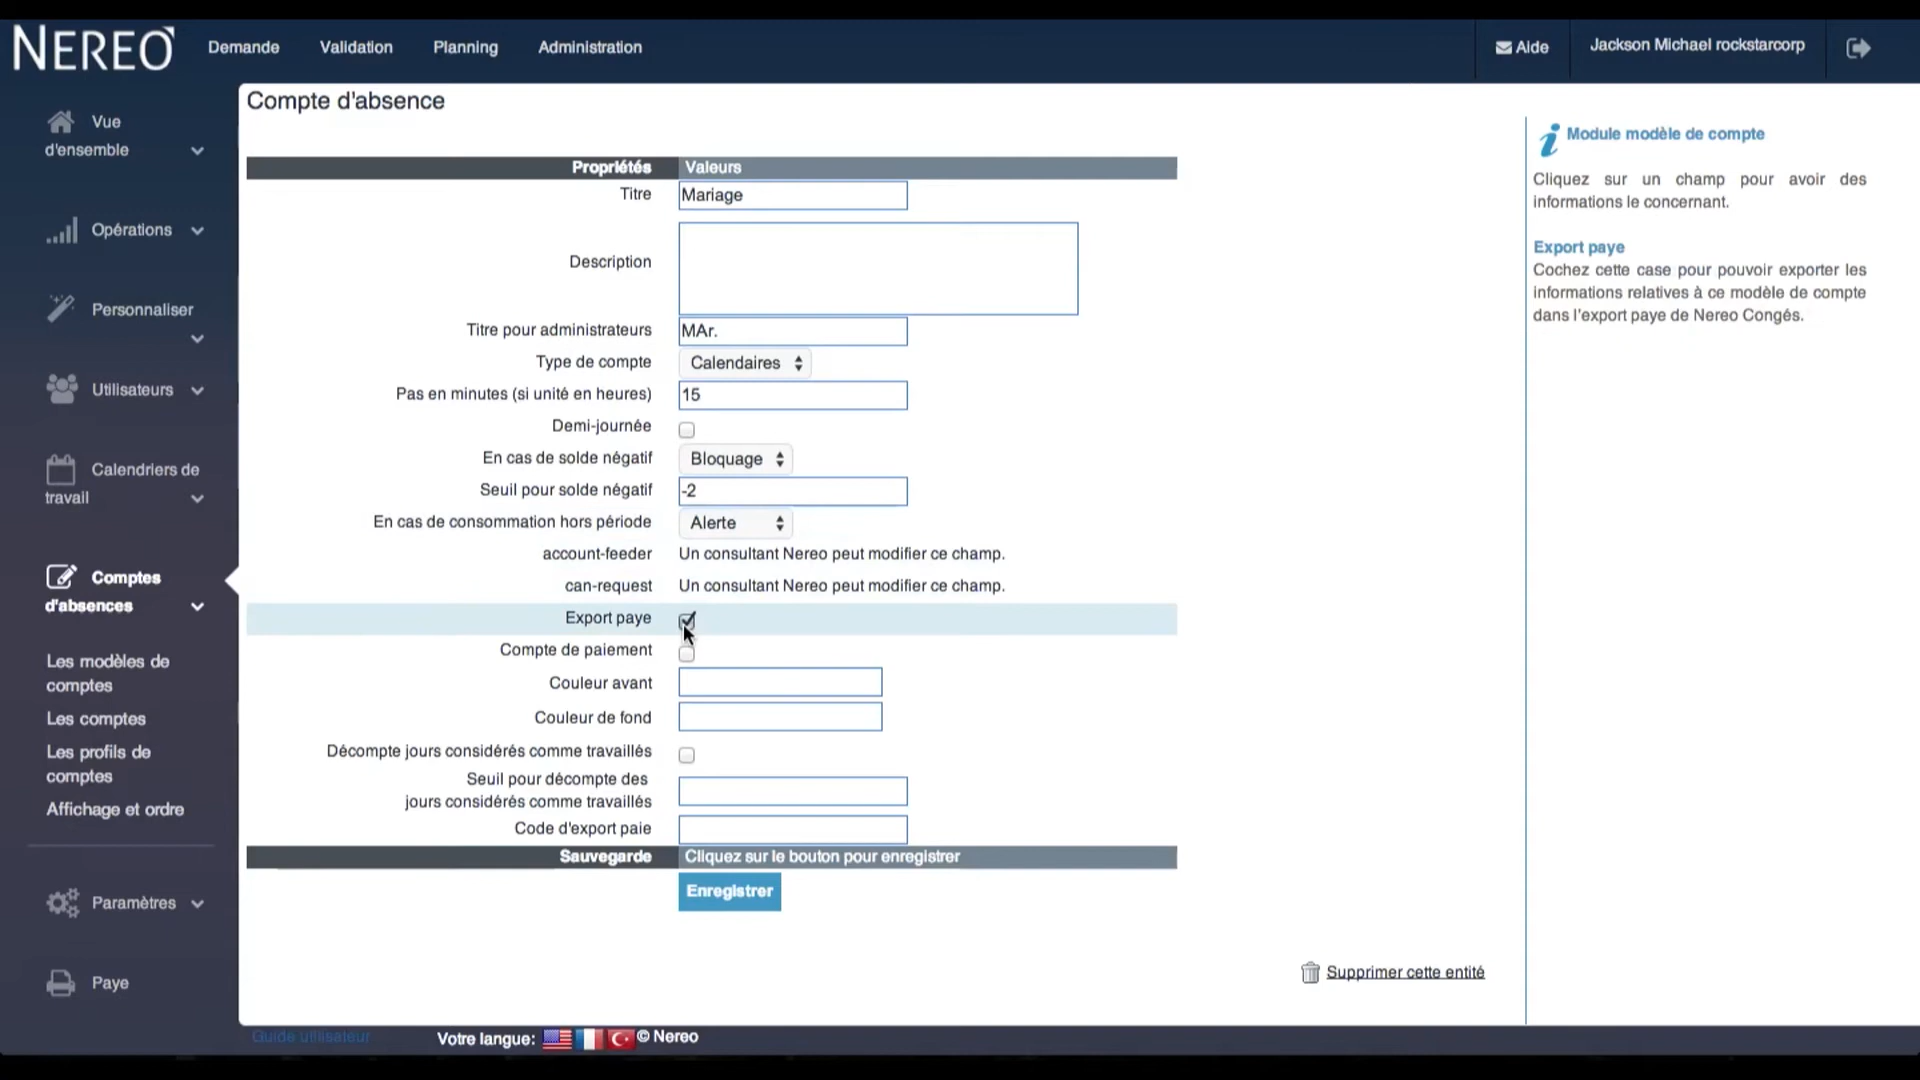 NEREO
Demande
Validation
Planning
Administration
Aide
Jackson Michael rockstarcorp
Vue
d'ensemble
Opérations
Personnaliser
Utilisateurs
Calendriers de
travail
Comptes
d'absences
Les modèles de
comptes
Les comptes
Les profils de
comptes
Affichage et ordre
Paramètres
Paye
Compte d'absence
Propriétés Valeurs
Titre Mariage
Description
Titre pour administrateurs MAr.
Type de compte Calendaires
Pas en minutes (si unité en heures) 15
Demi-journée
En cas de solde négatif Bloquage
Seuil pour solde négatif -2
En cas de consommation hors période Alerte
account-feeder Un consultant Nereo peut modifier ce champ.
can-request Un consultant Nereo peut modifier ce champ.
Export paye
Compte de paiement
Couleur avant
Couleur de fond
Décompte jours considérés comme travaillés
Seuil pour décompte des
jours considérés comme travaillés
Code d'export paie
Sauvegarde Cliquez sur le bouton pour enregistrer
Enregistrer
Supprimer cette entité
Module modèle de compte
Cliquez sur un champ pour avoir des
informations le concernant.
Export paye
Cochez cette case pour pouvoir exporter les
informations relatives à ce modèle de compte
dans l'export paye de Nereo Congés.
Guide utilisateur
Votre langue: © Nereo